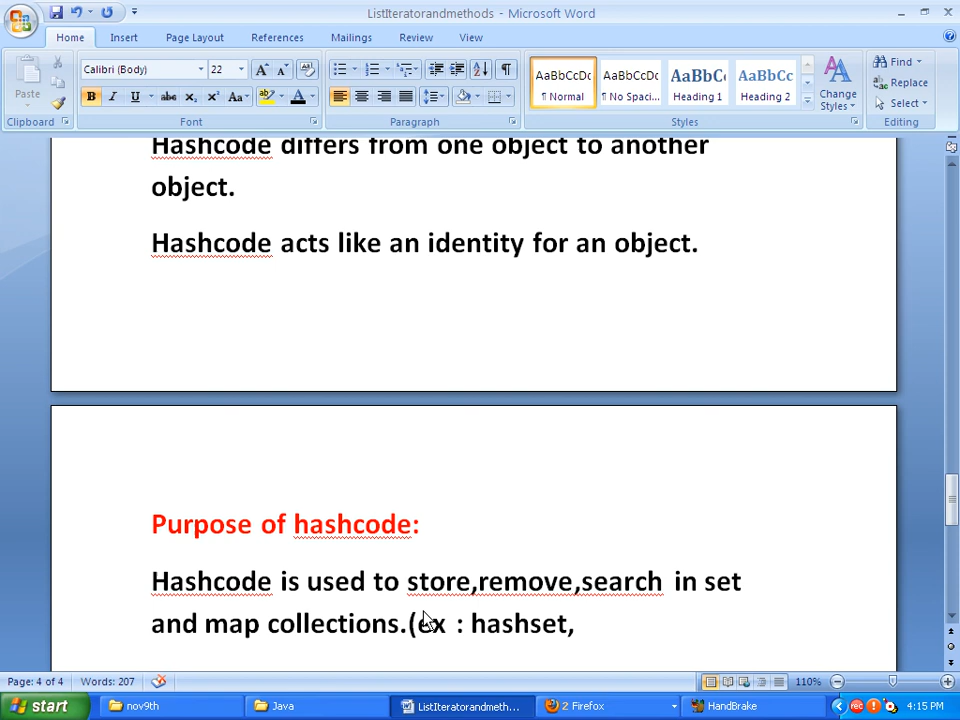 ListIteratorandmethods - Microsoft Word
Home Insert Page Layout References Mailings Review View
Paste
Clipboard
Calibri (Body) 22
Font
Paragraph
AaBbCcDc AaBbCcDc AaBbC AaBbCc
¶ Normal ¶ No Spaci... Heading 1 Heading 2
Styles
Change Styles
Find
Replace
Select
Editing
Hashcode differs from one object to another
object.
Hashcode acts like an identity for an object.
Purpose of hashcode:
Hashcode is used to store,remove,search in set
and map collections.(ex : hashset,
Page: 4 of 4 Words: 207 110%
start nov9th Java ListIteratorandmeth... 2 Firefox HandBrake 4:15 PM